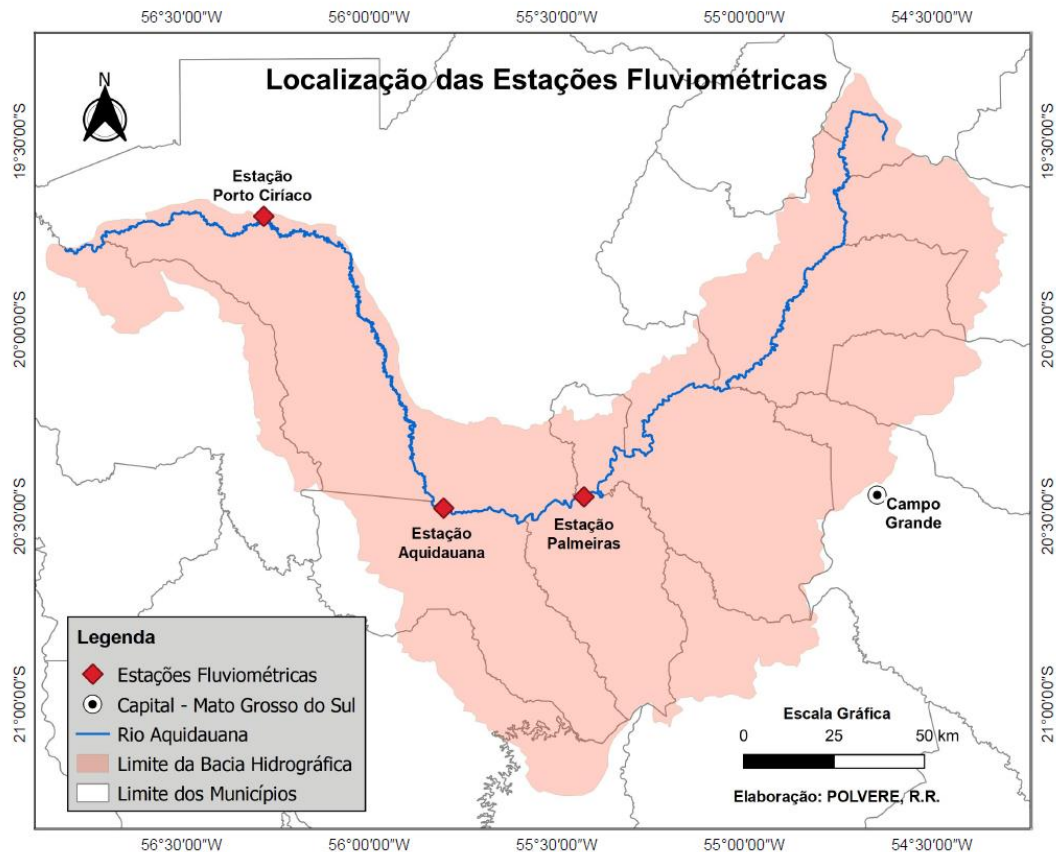 56°30'00"W 56°00'00"W 55°30'00"W 55°00'00"W 54°30'00"W
Localização das Estações Fluviométricas
N
19°30'00"S
19°30'00"S
Estação
Porto Ciríaco
20°00'00"S
20°00'00"S
20°30'00"S
20°30'00"S
Estação
Aquidauana
Estação
Palmeiras
Campo
Grande
21°00'00"S
21°00'00"S
Legenda
Estações Fluviométricas
Capital - Mato Grosso do Sul
Rio Aquidauana
Limite da Bacia Hidrográfica
Limite dos Municípios
Escala Gráfica
0 25 50 km
Elaboração: POLVERE, R.R.
56°30'00"W 56°00'00"W 55°30'00"W 55°00'00"W 54°30'00"W